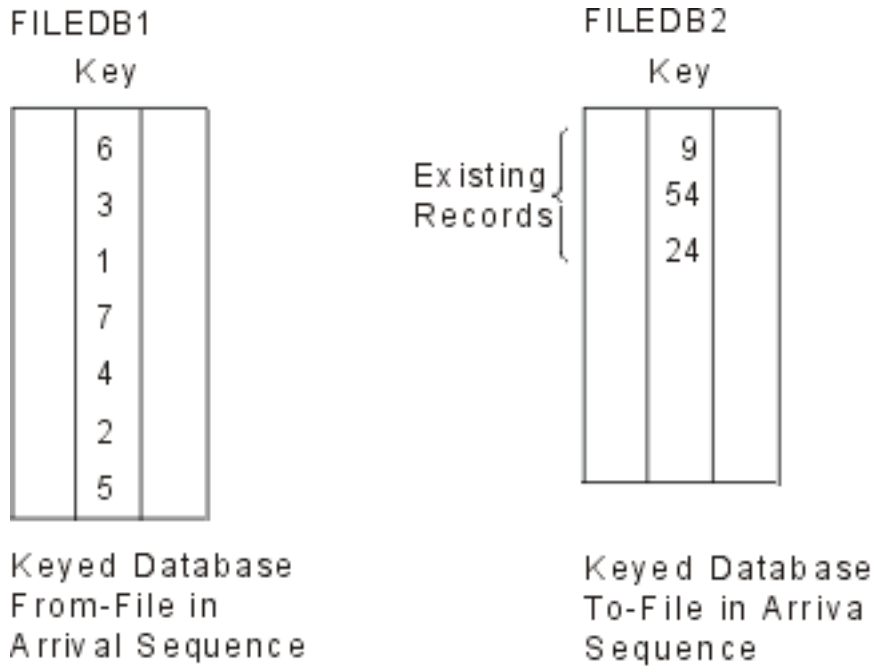 FILEDB1
Key
6
3
1
7
4
2
5
Keyed Database
From-File in
Arrival Sequence
FILEDB2
Key
Existing
Records
9
54
24
Keyed Database
To-File in Arriva
Sequence